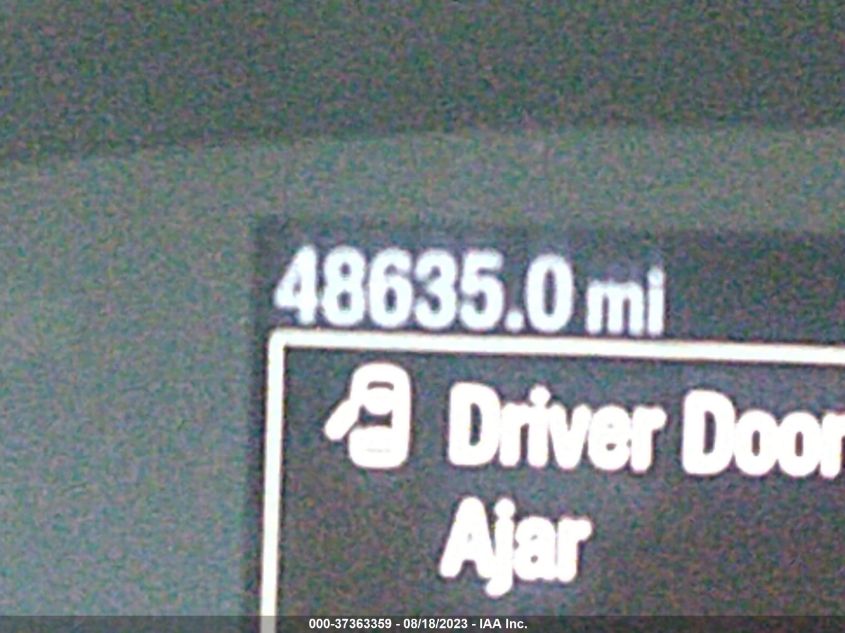 48635.0 mi
Driver Door
Ajar
000-37363359 - 08/18/2023 - IAA Inc.